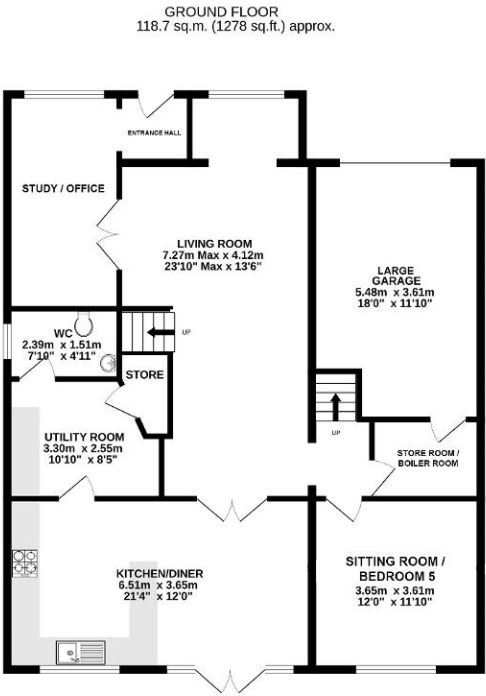 GROUND FLOOR
118.7 sq.m. (1278 sq.ft.) approx.
ENTRANCE HALL
STUDY / OFFICE
LIVING ROOM
7.27m Max x 4.12m
23'10" Max x 13'6"
LARGE
GARAGE
5.48m x 3.61m
18'0" x 11'10"
WC
2.39m x 1.51m
7'10" x 4'11"
UP
STORE
UP
UTILITY ROOM
3.30m x 2.55m
10'10" x 8'5"
STORE ROOM /
BOILER ROOM
KITCHEN/DINER
6.51m x 3.65m
21'4" x 12'0"
SITTING ROOM /
BEDROOM 5
3.65m x 3.61m
12'0" x 11'10"